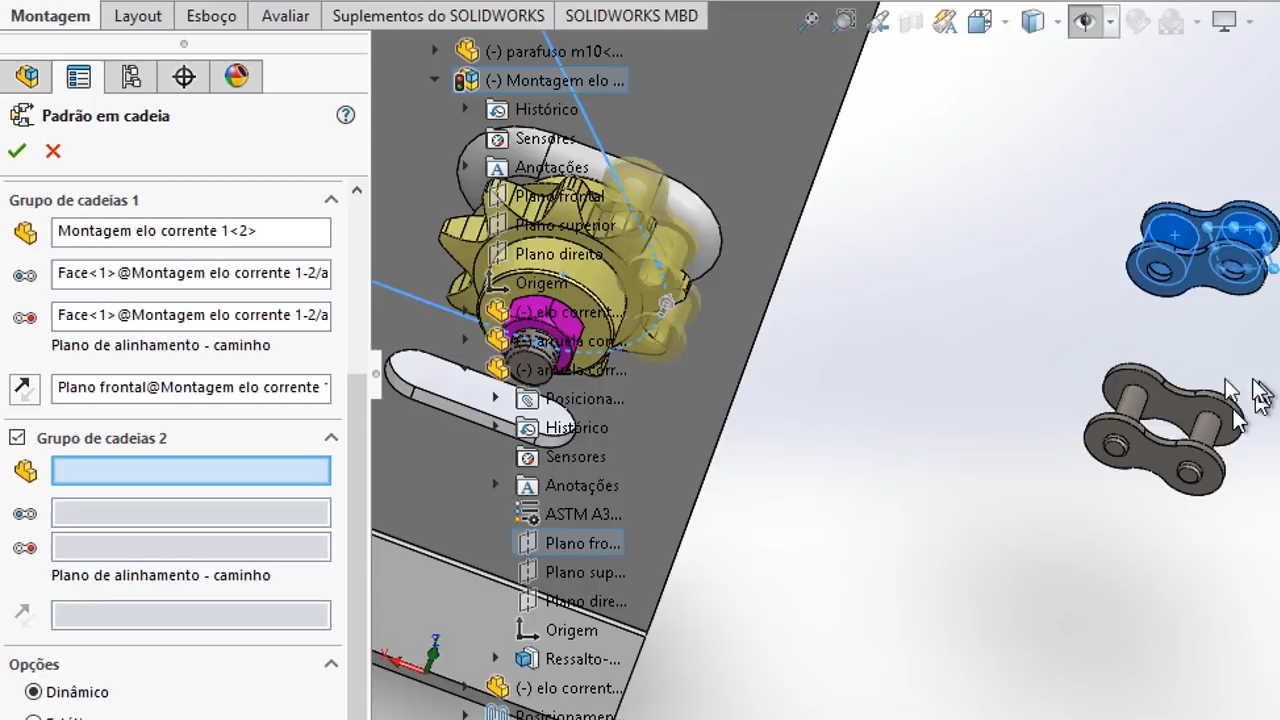 Montagem
Layout
Esboço
Avaliar
Suplementos do SOLIDWORKS
SOLIDWORKS MBD
Padrão em cadeia
Grupo de cadeias 1
Montagem elo corrente 1<2>
Face<1>@Montagem elo corrente 1-2/a
Face<1>@Montagem elo corrente 1-2/a
Plano de alinhamento - caminho
Plano frontal@Montagem elo corrente
Grupo de cadeias 2
Plano de alinhamento - caminho
Opções
Dinâmico
(-) parafuso m10<...
(-) Montagem elo ...
Histórico
Sensores
Anotações
Plano frontal
Plano superior
Plano direito
Origem
(-) elo corrent...
(-) arruela corr...
(-) arruela corr...
Posiciona...
Histórico
Sensores
Anotações
ASTM A3...
Plano fro...
Plano sup...
Plano dire...
Origem
Ressalto-...
(-) elo corrent...